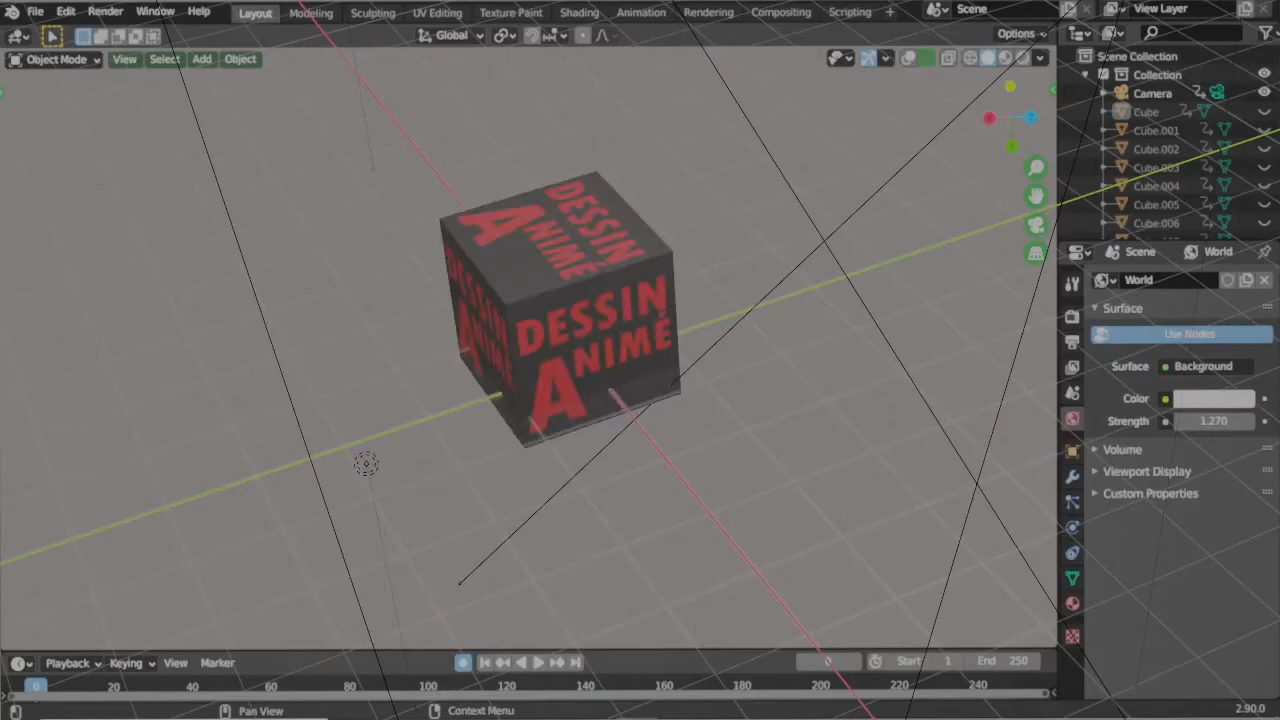 File Edit Render Window Help Layout Modeling Sculpting UV Editing Texture Paint Shading Animation Rendering Compositing Scripting + Scene View Layer
Global Options
Object Mode View Select Add Object
Scene Collection
Collection
Camera
Cube
Cube.001
Cube.002
Cube.003
Cube.004
Cube.005
Cube.006
Scene World
World
Surface
Use Nodes
Surface Background
Color
Strength 1.270
Volume
Viewport Display
Custom Properties
DESSIN
ANIMÉ
DESSIN
ANIMÉ
DESSIN
ANIMÉ
Playback Keying View Marker 0 Start 1 End 250
0 20 40 60 80 100 120 140 160 180 200 220 240
Pan View Context Menu 2.90.0